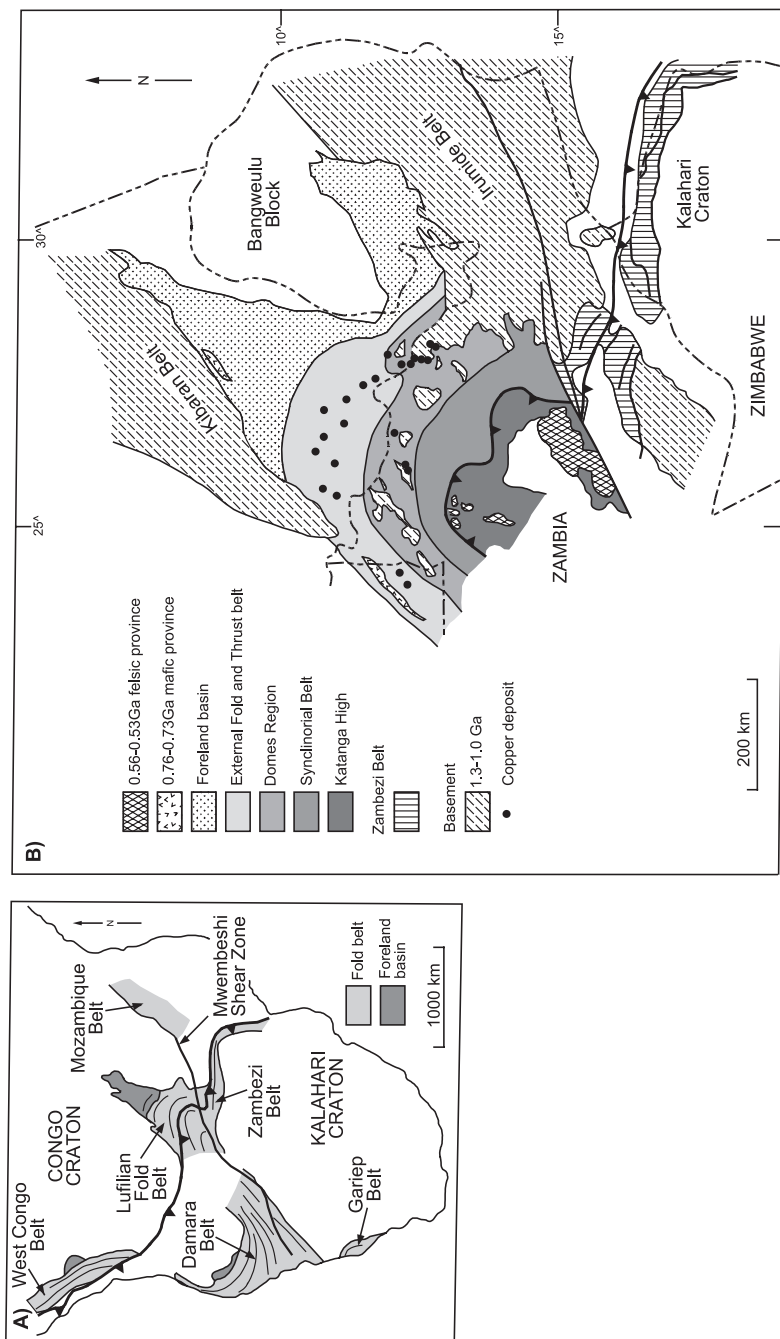 A)
West Congo
Belt
CONGO
CRATON
Lufilian
Fold
Belt
Mozambique
Belt
Mwembeshi
Shear Zone
Zambezi
Belt
Damara
Belt
KALAHARI
CRATON
Gariep
Belt
N
Fold belt
Foreland
basin
1000 km
B)
0.56-0.53Ga felsic province
0.76-0.73Ga mafic province
Foreland basin
External Fold and Thrust belt
Domes Region
Synclinorial Belt
Katanga High
Zambezi Belt
Basement
1.3-1.0 Ga
Copper deposit
200 km
25^
30^
10^
15^
N
Kibaran Belt
Bangweulu
Block
Irumide Belt
ZAMBIA
Kalahari
Craton
ZIMBABWE